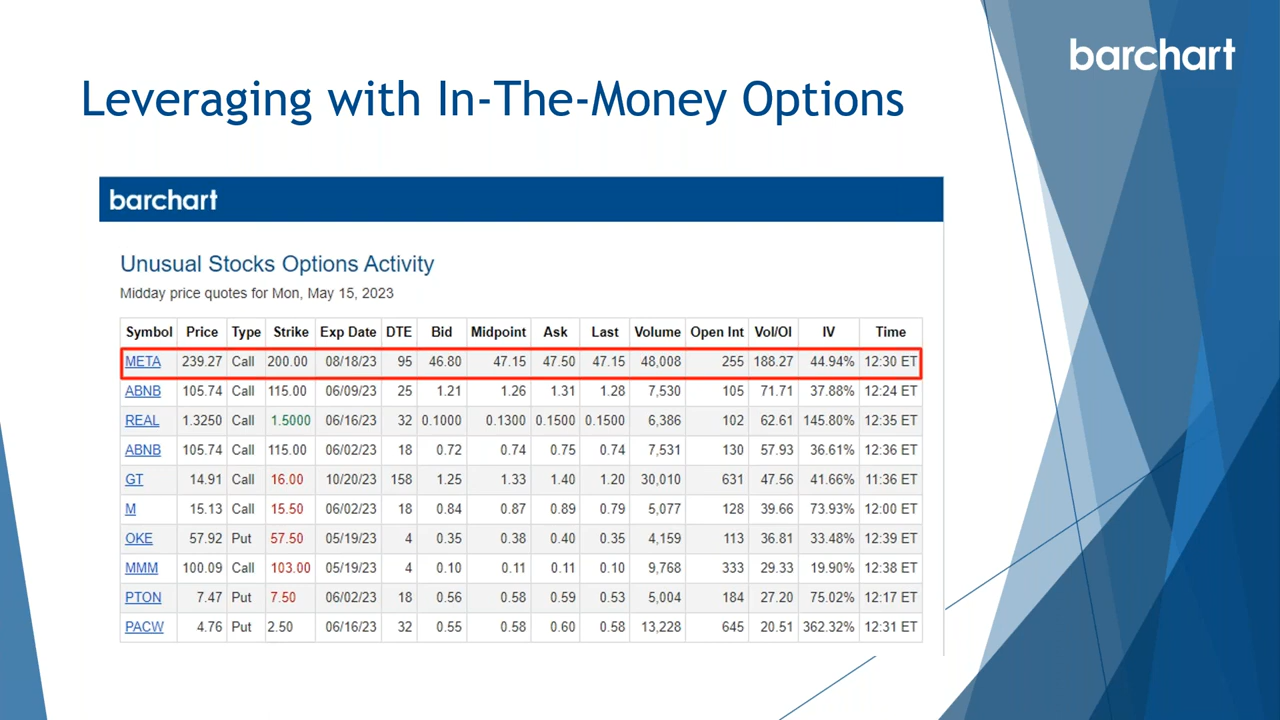 barchart
Leveraging with In-The-Money Options
barchart
Unusual Stocks Options Activity
Midday price quotes for Mon, May 15, 2023
Symbol Price Type Strike Exp Date DTE Bid Midpoint Ask Last Volume Open Int Vol/OI IV Time
META 239.27 Call 200.00 08/18/23 95 46.80 47.15 47.50 47.15 48,008 255 188.27 44.94% 12:30 ET
ABNB 105.74 Call 115.00 06/09/23 25 1.21 1.26 1.31 1.28 7,530 105 71.71 37.88% 12:24 ET
REAL 1.3250 Call 1.5000 06/16/23 32 0.1000 0.1300 0.1500 0.1500 6,386 102 62.61 145.80% 12:35 ET
ABNB 105.74 Call 115.00 06/02/23 18 0.72 0.74 0.75 0.74 7,531 130 57.93 36.61% 12:36 ET
GT 14.91 Call 16.00 10/20/23 158 1.25 1.33 1.40 1.20 30,010 631 47.56 41.66% 11:36 ET
M 15.13 Call 15.50 06/02/23 18 0.84 0.87 0.89 0.79 5,077 128 39.66 73.93% 12:00 ET
OKE 57.92 Put 57.50 05/19/23 4 0.35 0.38 0.40 0.35 4,159 113 36.81 33.48% 12:39 ET
MMM 100.09 Call 103.00 05/19/23 4 0.10 0.11 0.11 0.10 9,768 333 29.33 19.90% 12:38 ET
PTON 7.47 Put 7.50 06/02/23 18 0.56 0.58 0.59 0.53 5,004 184 27.20 75.02% 12:17 ET
PACW 4.76 Put 2.50 06/16/23 32 0.55 0.58 0.60 0.58 13,228 645 20.51 362.32% 12:31 ET